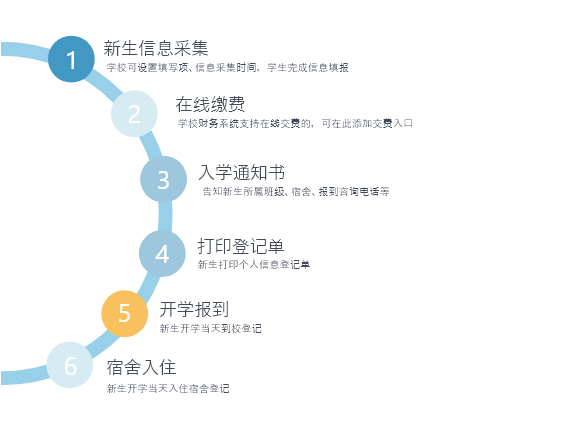 1
新生信息采集
学校可设置填写项、信息采集时间，学生完成信息填报
2
在线缴费
学校财务系统支持在线交费的，可在此添加交费入口
3
入学通知书
告知新生所属班级、宿舍、报到咨询电话等
4
打印登记单
新生打印个人信息登记单
5
开学报到
新生开学当天到校登记
6
宿舍入住
新生开学当天入住宿舍登记